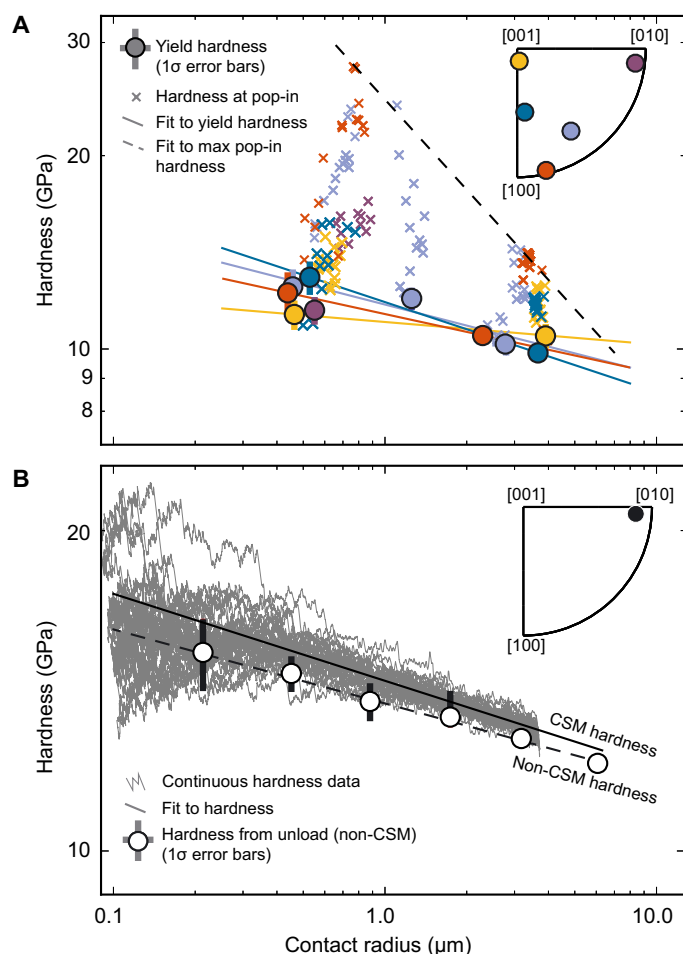 A
30
20
10
9
8
Hardness (GPa)
Yield hardness
(1σ error bars)
Hardness at pop-in
Fit to yield hardness
Fit to max pop-in
hardness
[001]
[010]
[100]
B
20
10
Hardness (GPa)
[001]
[010]
[100]
CSM hardness
Non-CSM hardness
Continuous hardness data
Fit to hardness
Hardness from unload (non-CSM)
(1σ error bars)
0.1
1.0
10.0
Contact radius (μm)